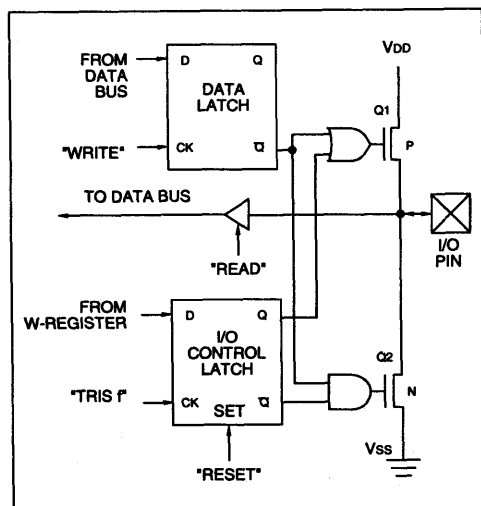 FROM
DATA
BUS
D
Q
DATA
LATCH
"WRITE"
CK
Q̅
VDD
Q1
P
TO DATA BUS
"READ"
I/O
PIN
FROM
W-REGISTER
D
Q
I/O
CONTROL
LATCH
"TRIS f"
CK
Q̅
SET
"RESET"
Q2
N
VSS